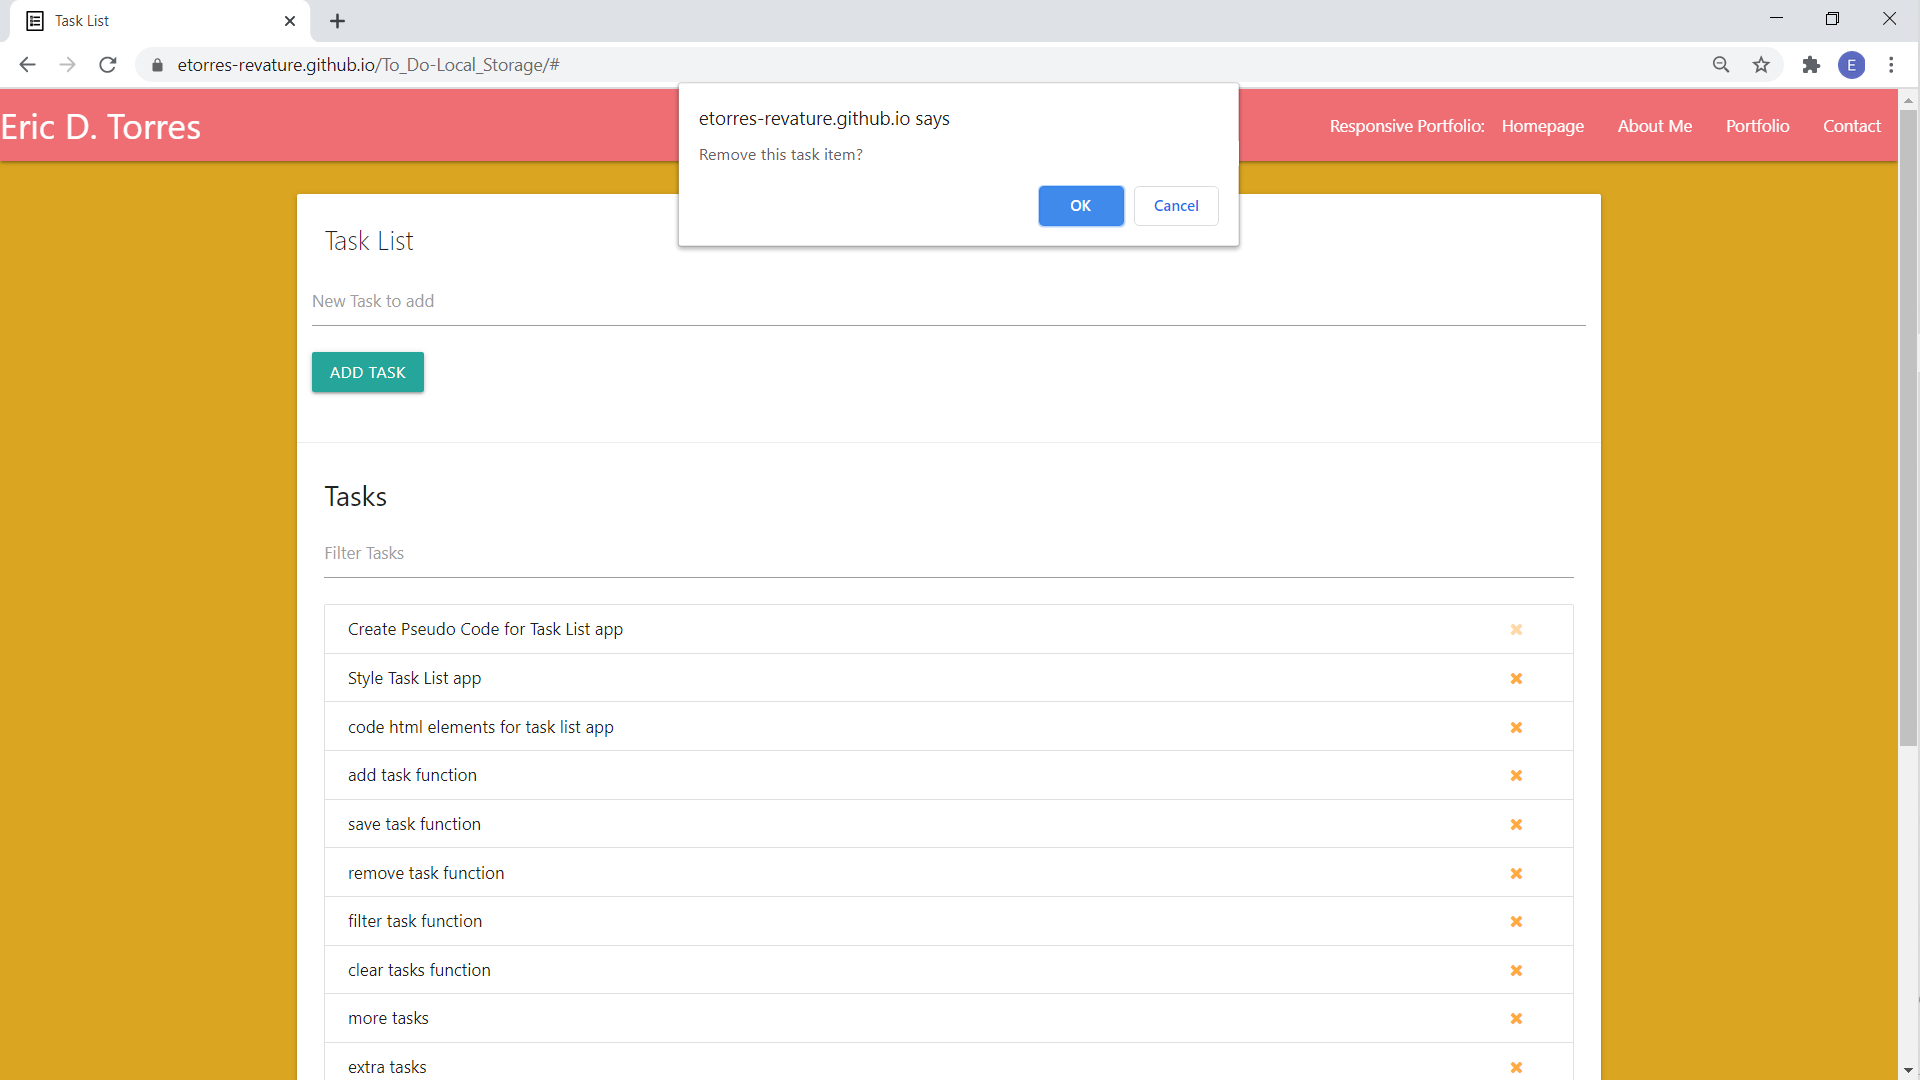 Task List
etorres-revature.github.io/To_Do-Local_Storage/#
E
etorres-revature.github.io says
Remove this task item?
OK
Cancel
Eric D. Torres
Responsive Portfolio: Homepage About Me Portfolio Contact
Task List
New Task to add
ADD TASK
Tasks
Filter Tasks
Create Pseudo Code for Task List app
Style Task List app
code html elements for task list app
add task function
save task function
remove task function
filter task function
clear tasks function
more tasks
extra tasks